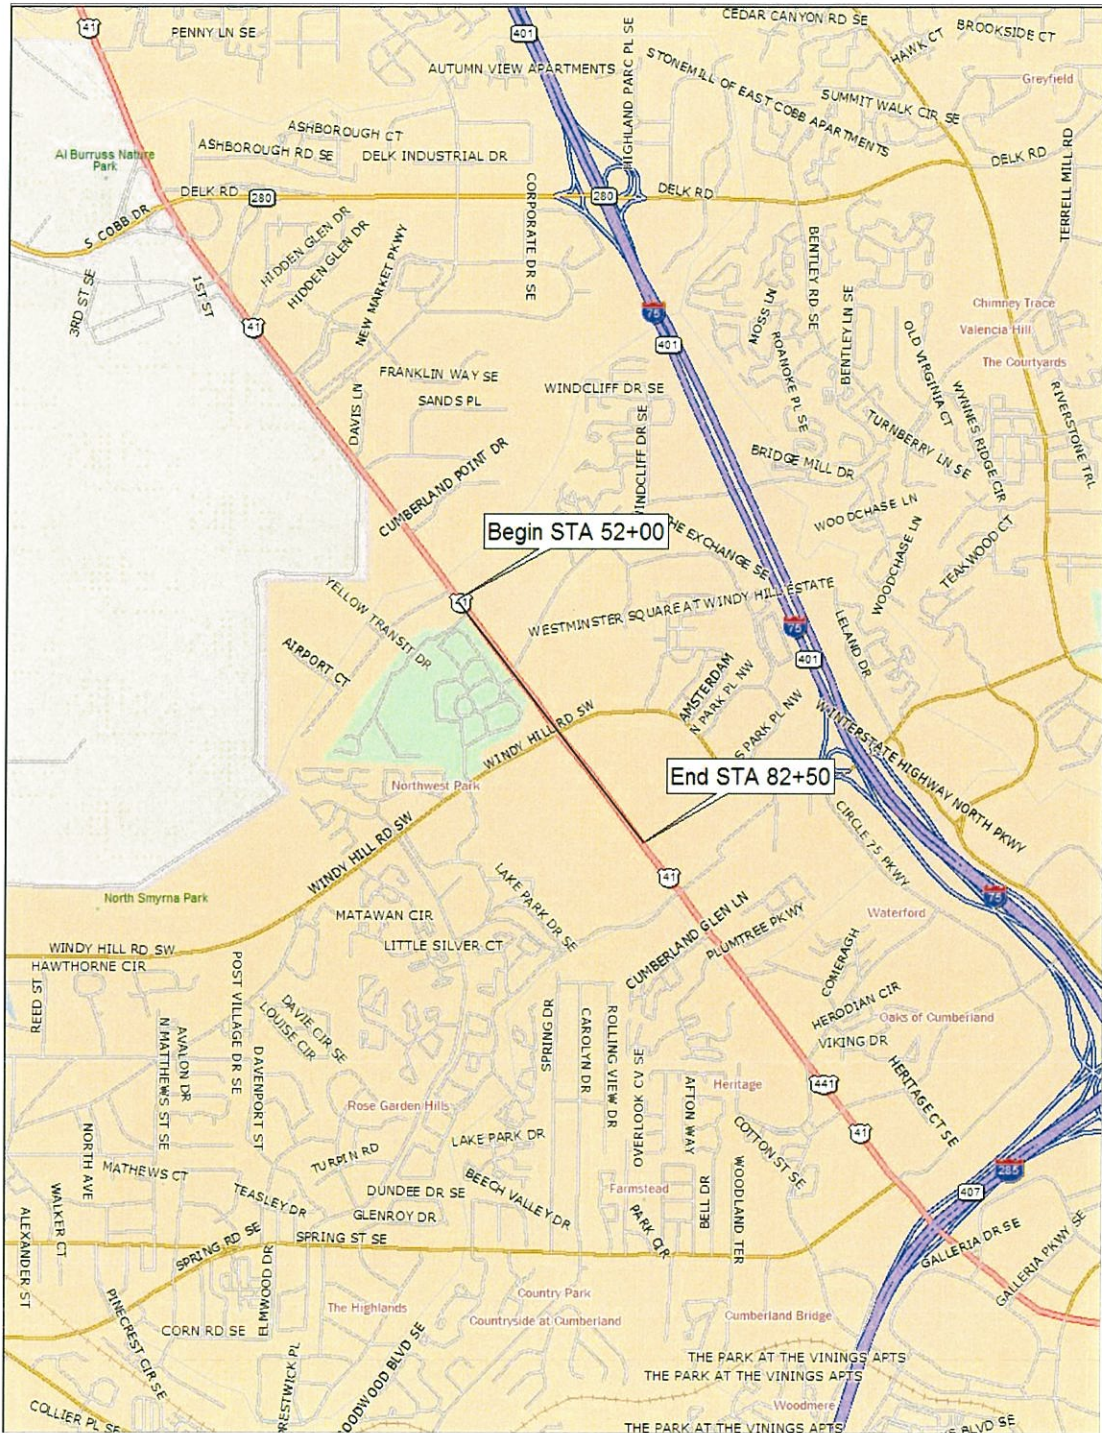 41
PENNY LN SE
401
CEDAR CANYON RD SE
HAWK CT
BROOKSIDE CT
AUTUMN VIEW APARTMENTS
HIGHLAND PARC PL SE
STONEMILL OF EAST COBB APARTMENTS
Greyfield
SUMMIT WALK CIR SE
ASHBOROUGH CT
ASHBOROUGH RD SE
DELK INDUSTRIAL DR
Al Burruss Nature
Park
DELK RD
TERRELL MILL RD
DELK RD
280
280
DELK RD
S COBB DR
CORPORATE DR SE
HIDDEN GLEN DR
HIDDEN GLEN DR
NEW MARKET PKWY
BENTLEY RD SE
3RD ST SE
1ST ST
41
75
401
MOSS LN
BENTLEY LN SE
Chimney Trace
Valencia Hill
The Courtyards
OLD VIRGINIA CT
ROANOKE PL SE
FRANKLIN WAY SE
SANDS PL
WINDCLIFF DR SE
WINDCLIFF DR SE
DAVIS LN
WYNNES RIDGE CIR
RIVERSTONE TRL
TURNBERRY LN SE
BRIDGE MILL DR
CUMBERLAND POINT DR
WOODCHASE LN
WOODCHASE LN
TEAKWOOD CT
Begin STA 52+00
THE EXCHANGE SE
41
YELLOW TRANSIT DR
WESTMINSTER SQUARE AT WINDY HILL ESTATE
75
401
LELAND DR
AIRPORT CT
AMSTERDAM
N PARK PL NW
S PARK PL NW
WINDY HILL RD SW
W INTERSTATE HIGHWAY NORTH PKWY
End STA 82+50
Northwest Park
CIRCLE 75 PKWY
WINDY HILL RD SW
41
75
North Smyrna Park
LAKE PARK DR SE
CUMBERLAND GLEN LN
PLUMTREE PKWY
Waterford
MATAWAN CIR
LITTLE SILVER CT
WINDY HILL RD SW
HAWTHORNE CIR
COMERAGH
REED ST
POST VILLAGE DR SE
DAVIE CIR SE
LOUISE CIR
HERODIAN CIR
Oaks of Cumberland
VIKING DR
N MATTHEWS ST SE
AVALON DR
DAVENPORT ST
SPRING DR
CAROLYN DR
ROLLING VIEW DR
OVERLOOK CV SE
AFTON WAY
Heritage
441
HERITAGE CT SE
Rose Garden Hills
41
COTTON ST SE
LAKE PARK DR
TURPIN RD
NORTH AVE
MATHEWS CT
285
407
DUNDEE DR SE
BEECH VALLEY DR
Farmstead
BELL DR
WOODLAND TER
WALKER CT
TEASLEY DR
GLENROY DR
PARK CIR
ALEXANDER ST
SPRING RD SE
SPRING ST SE
GALLERIA DR SE
GALLERIA PKWY SE
ELMWOOD DR
PINECREST CIR SE
The Highlands
Country Park
Countryside at Cumberland
Cumberland Bridge
CORN RD SE
THE PARK AT THE VININGS APTS
THE PARK AT THE VININGS APTS
Woodmere
COLLIER PL SE
THE PARK AT THE VININGS APTS
BLVD SE